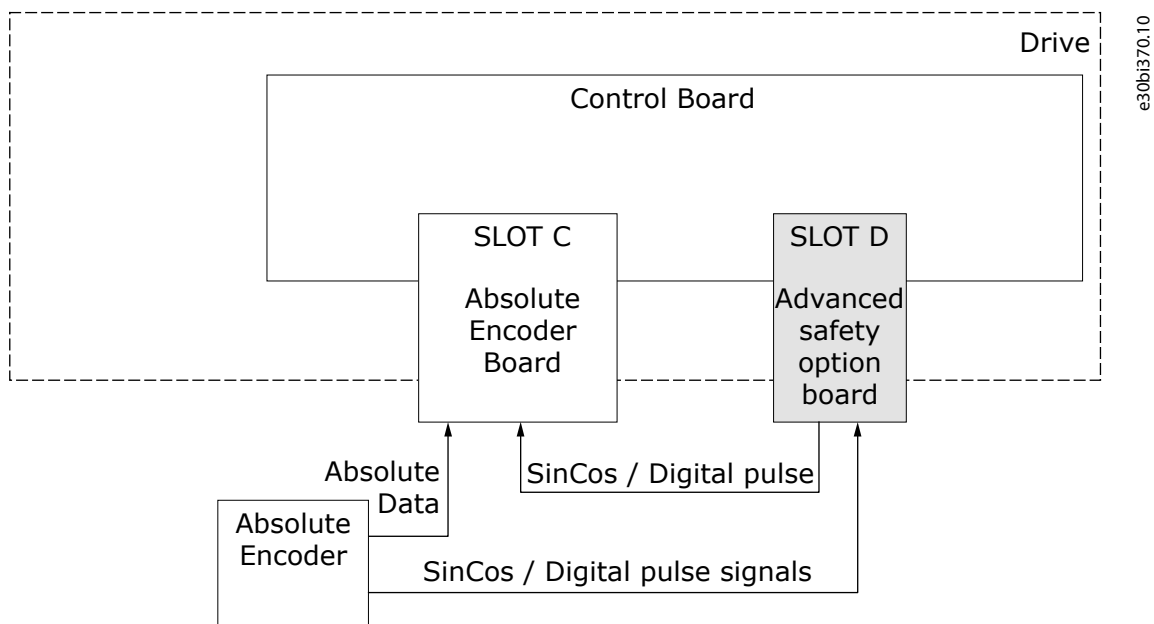 Drive
e30bi370.10
Control Board
SLOT C
Absolute
Encoder
Board
SLOT D
Advanced
safety
option
board
Absolute
Data
SinCos / Digital pulse
Absolute
Encoder
SinCos / Digital pulse signals